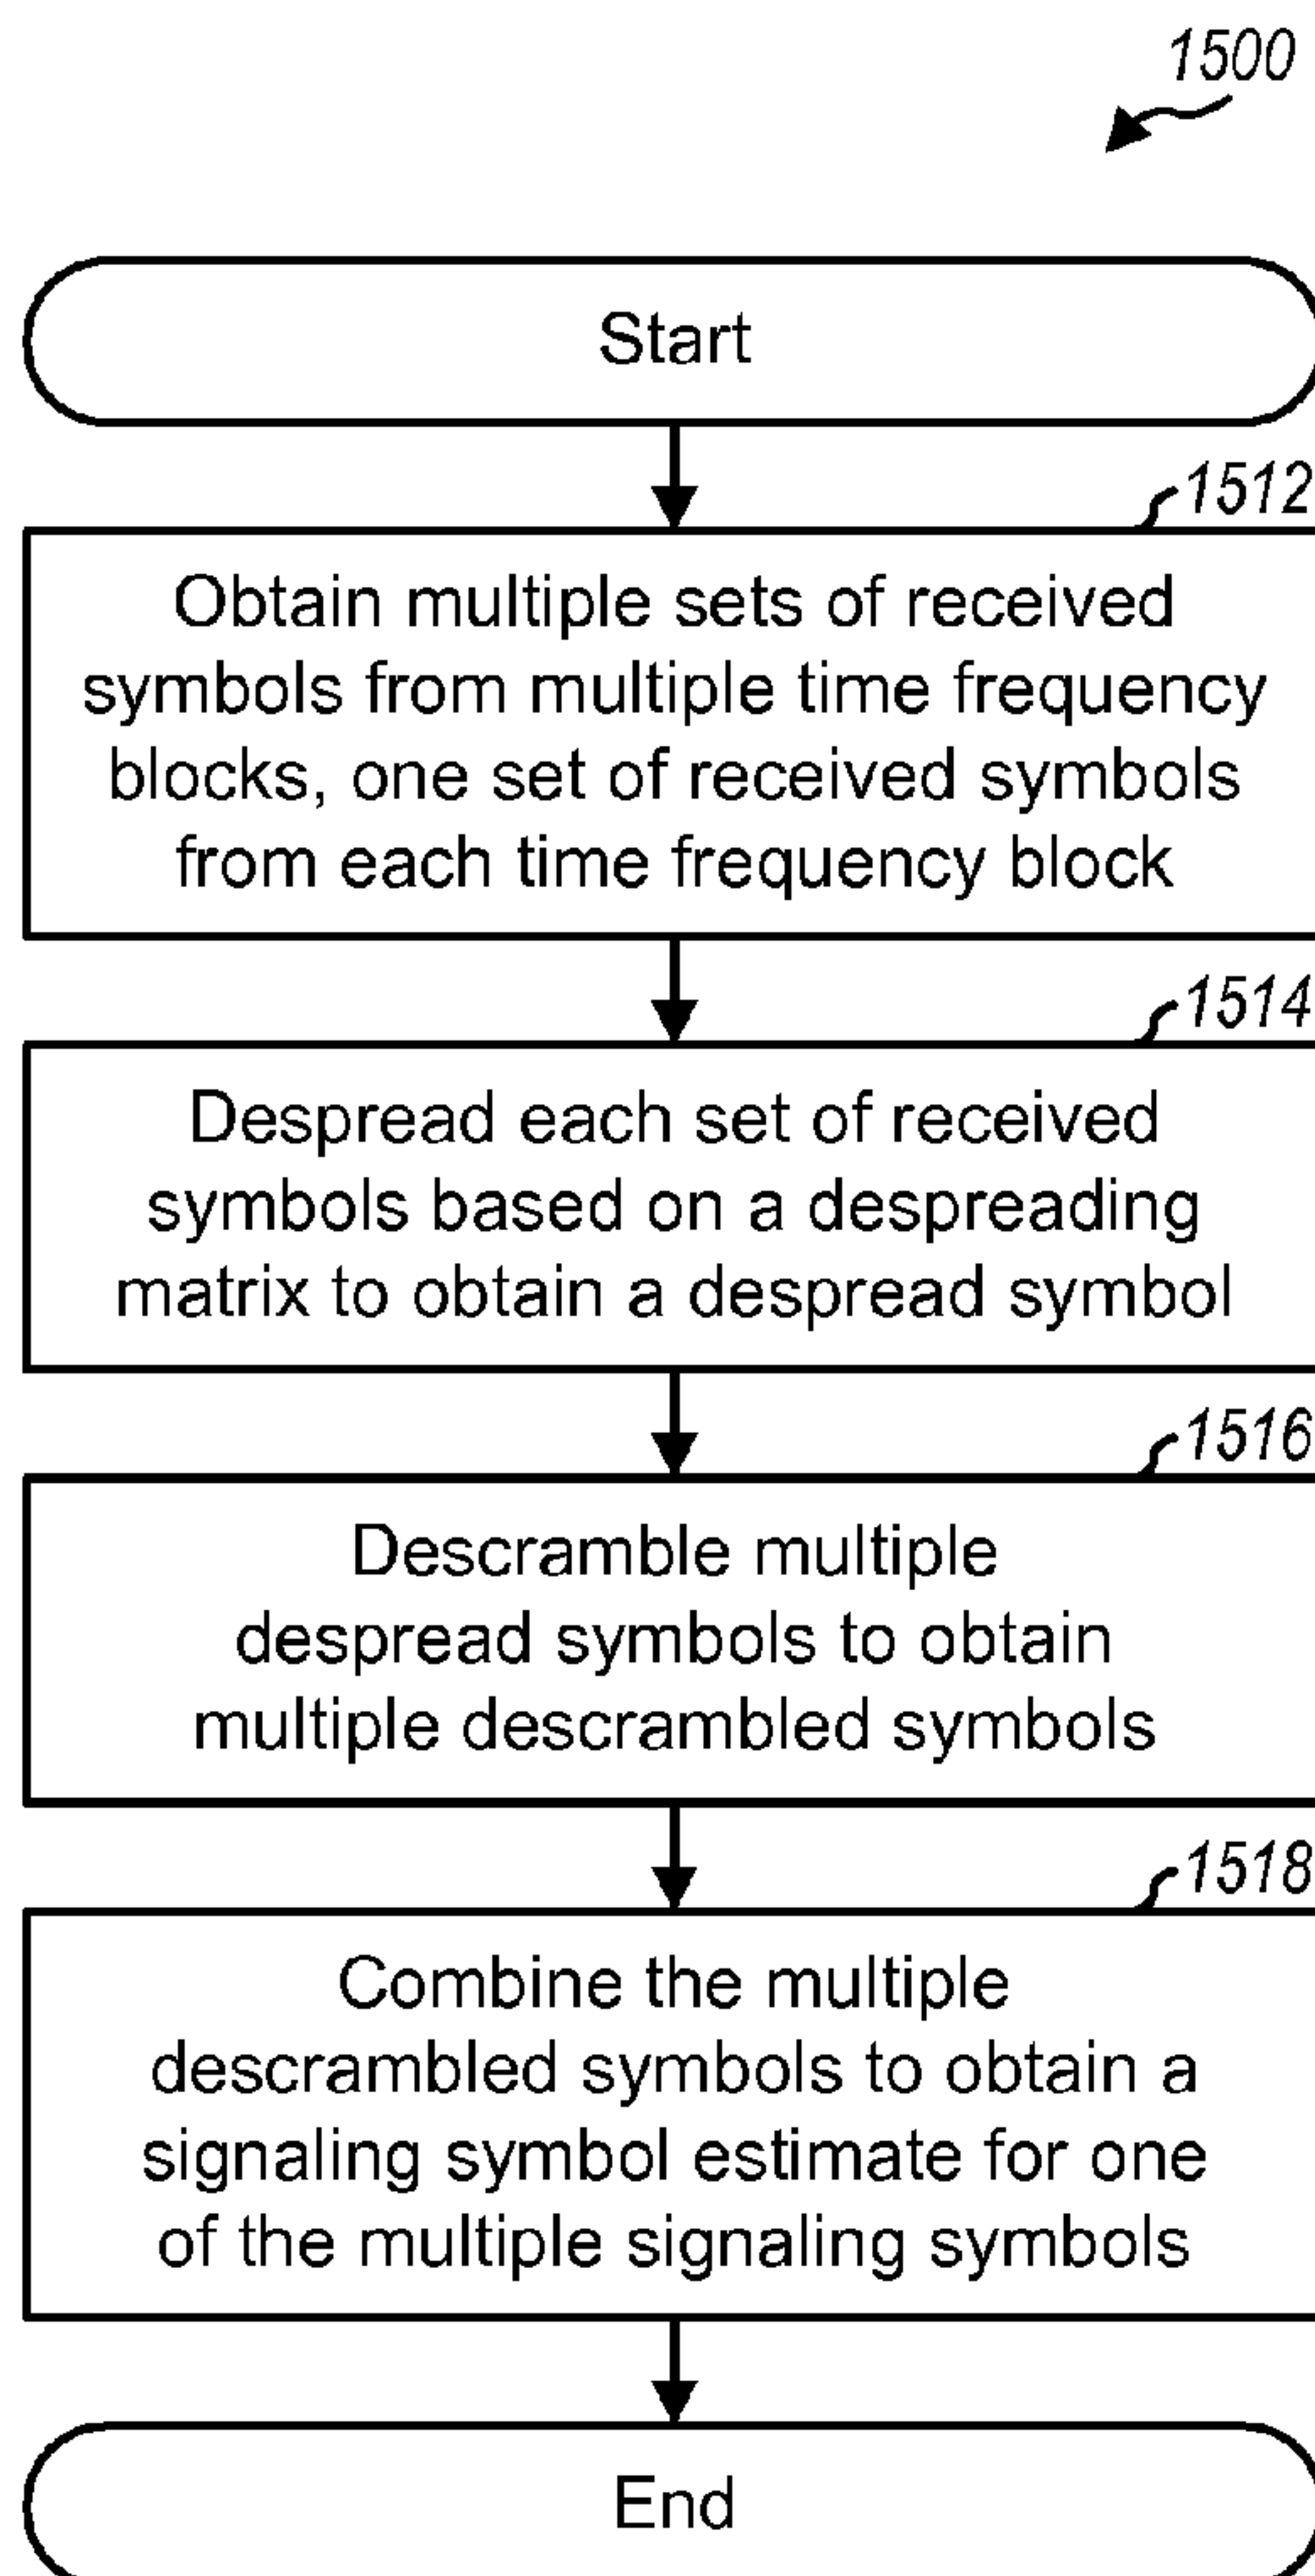 1500
Start
1512
Obtain multiple sets of received
symbols from multiple time frequency
blocks, one set of received symbols
from each time frequency block
1514
Despread each set of received
symbols based on a despreading
matrix to obtain a despread symbol
1516
Descramble multiple
despread symbols to obtain
multiple descrambled symbols
1518
Combine the multiple
descrambled symbols to obtain a
signaling symbol estimate for one
of the multiple signaling symbols
End